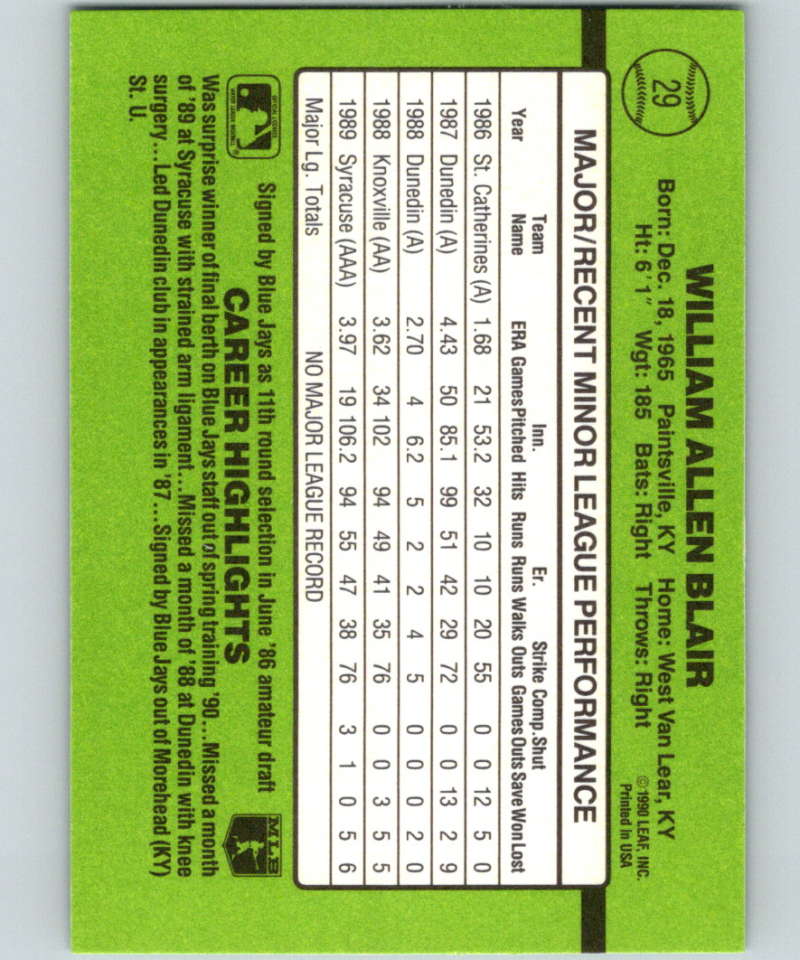 29
WILLIAM ALLEN BLAIR
Born: Dec. 18, 1965 Paintsville, KY Home: West Van Lear, KY
Ht: 6'1" Wgt: 185 Bats: Right Throws: Right
© 1990 LEAF, INC.
Printed in USA
MAJOR/RECENT MINOR LEAGUE PERFORMANCE
Team Inn. Er. Strike Comp. Shut
Year Name ERA Games Pitched Hits Runs Runs Walks Outs Games Outs Save Won Lost
1986 St. Catherines (A) 1.68 21 53.2 32 10 10 20 55 0 0 12 5 0
1987 Dunedin (A) 4.43 50 85.1 99 51 42 29 72 0 0 13 2 9
1988 Dunedin (A) 2.70 4 6.2 5 2 2 4 5 0 0 0 2 0
1988 Knoxville (AA) 3.62 34 102 94 49 41 35 76 0 0 3 5 5
1989 Syracuse (AAA) 3.97 19 106.2 94 55 47 38 76 3 1 0 5 6
Major Lg. Totals NO MAJOR LEAGUE RECORD
Signed by Blue Jays as 11th round selection in June '86 amateur draft
CAREER HIGHLIGHTS
MLB
Was surprise winner of final berth on Blue Jays staff out of spring training '90...Missed a month
of '89 at Syracuse with strained arm ligament...Missed a month of '88 at Dunedin with knee
surgery...Led Dunedin club in appearances in '87...Signed by Blue Jays out of Morehead (KY)
St. U.